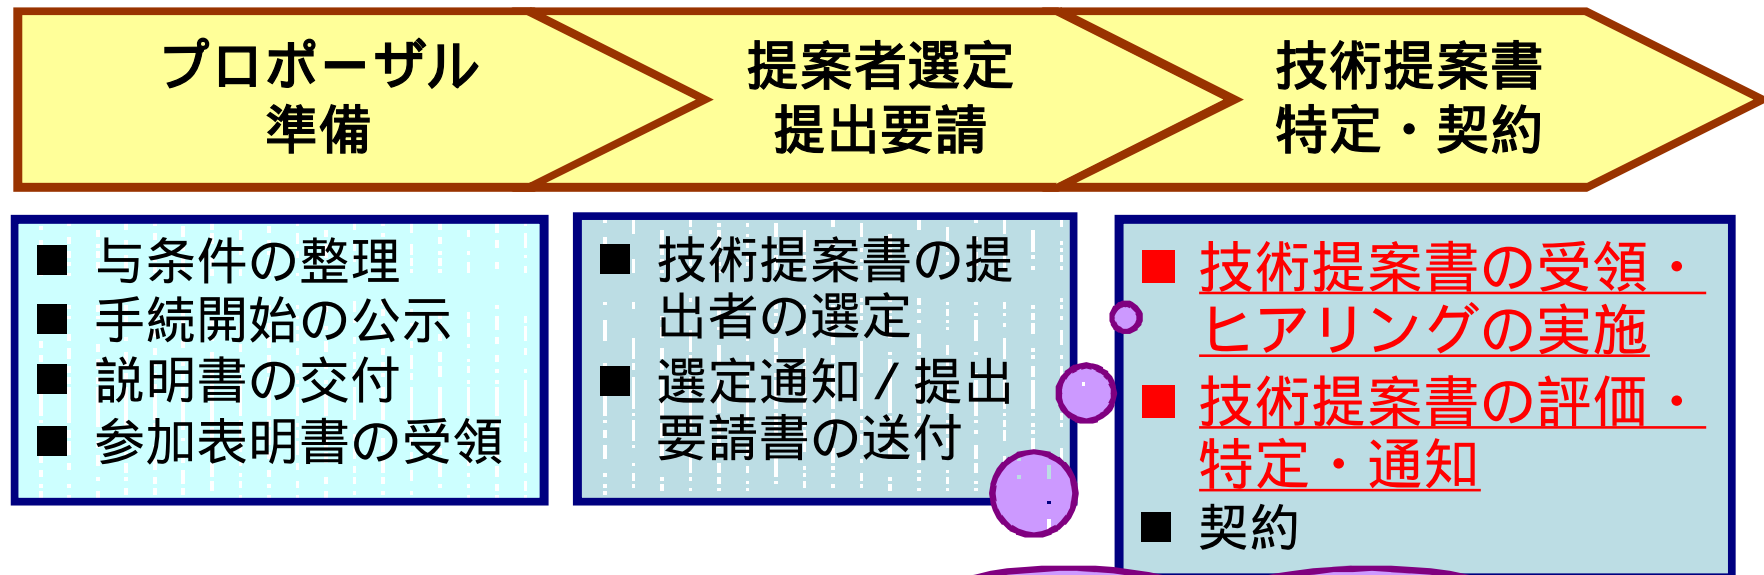 プロポーザル
準備
提案者選定
提出要請
技術提案書
特定・契約
■ 与条件の整理
■ 手続開始の公示
■ 説明書の交付
■ 参加表明書の受領
■ 技術提案書の提
出者の選定
■ 選定通知/提出
要請書の送付
■ 技術提案書の受領・
ヒアリングの実施
■ 技術提案書の評価・
特定・通知
■ 契約